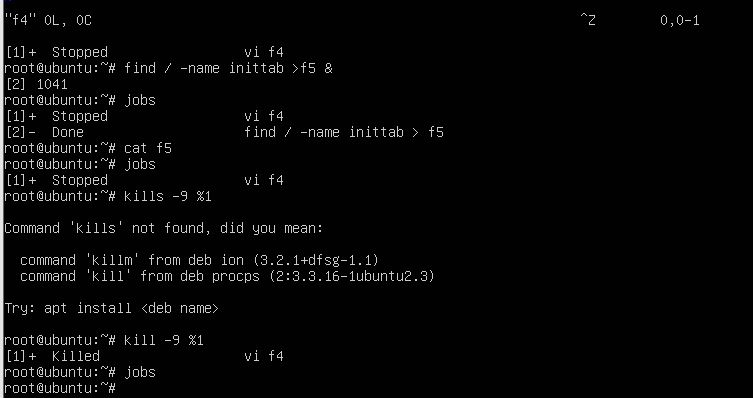 "f4" 0L, 0C ^Z 0,0-1
[1]+ Stopped vi f4
root@ubuntu:~# find / -name inittab >f5 &
[2] 1041
root@ubuntu:~# jobs
[1]+ Stopped vi f4
[2]- Done find / -name inittab > f5
root@ubuntu:~# cat f5
root@ubuntu:~# jobs
[1]+ Stopped vi f4
root@ubuntu:~# kills -9 %1
Command 'kills' not found, did you mean:
command 'killm' from deb ion (3.2.1+dfsg-1.1)
command 'kill' from deb procps (2:3.3.16-1ubuntu2.3)
Try: apt install <deb name>
root@ubuntu:~# kill -9 %1
[1]+ Killed vi f4
root@ubuntu:~# jobs
root@ubuntu:~#